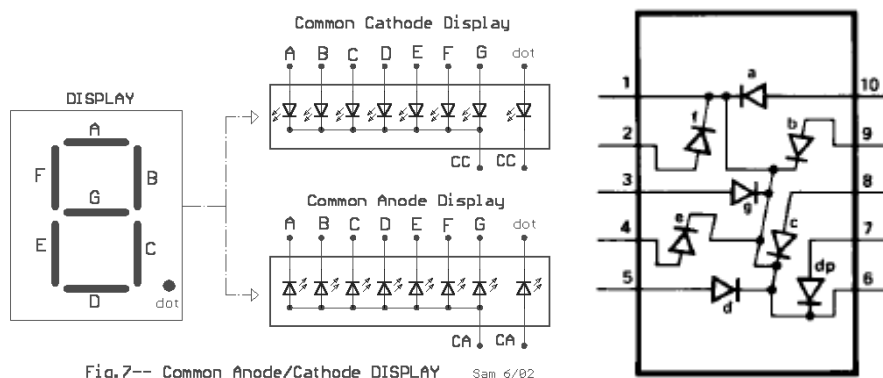 Common Cathode Display
A B C D E F G dot
CC CC
DISPLAY
A
F B
G
E C
D
dot
Common Anode Display
A B C D E F G dot
CA CA
Fig.7-- Common Anode/Cathode DISPLAY Sam 6/02
a
1 10
f b
2 9
3 8
g
e c
4 7
dp
5 6
d